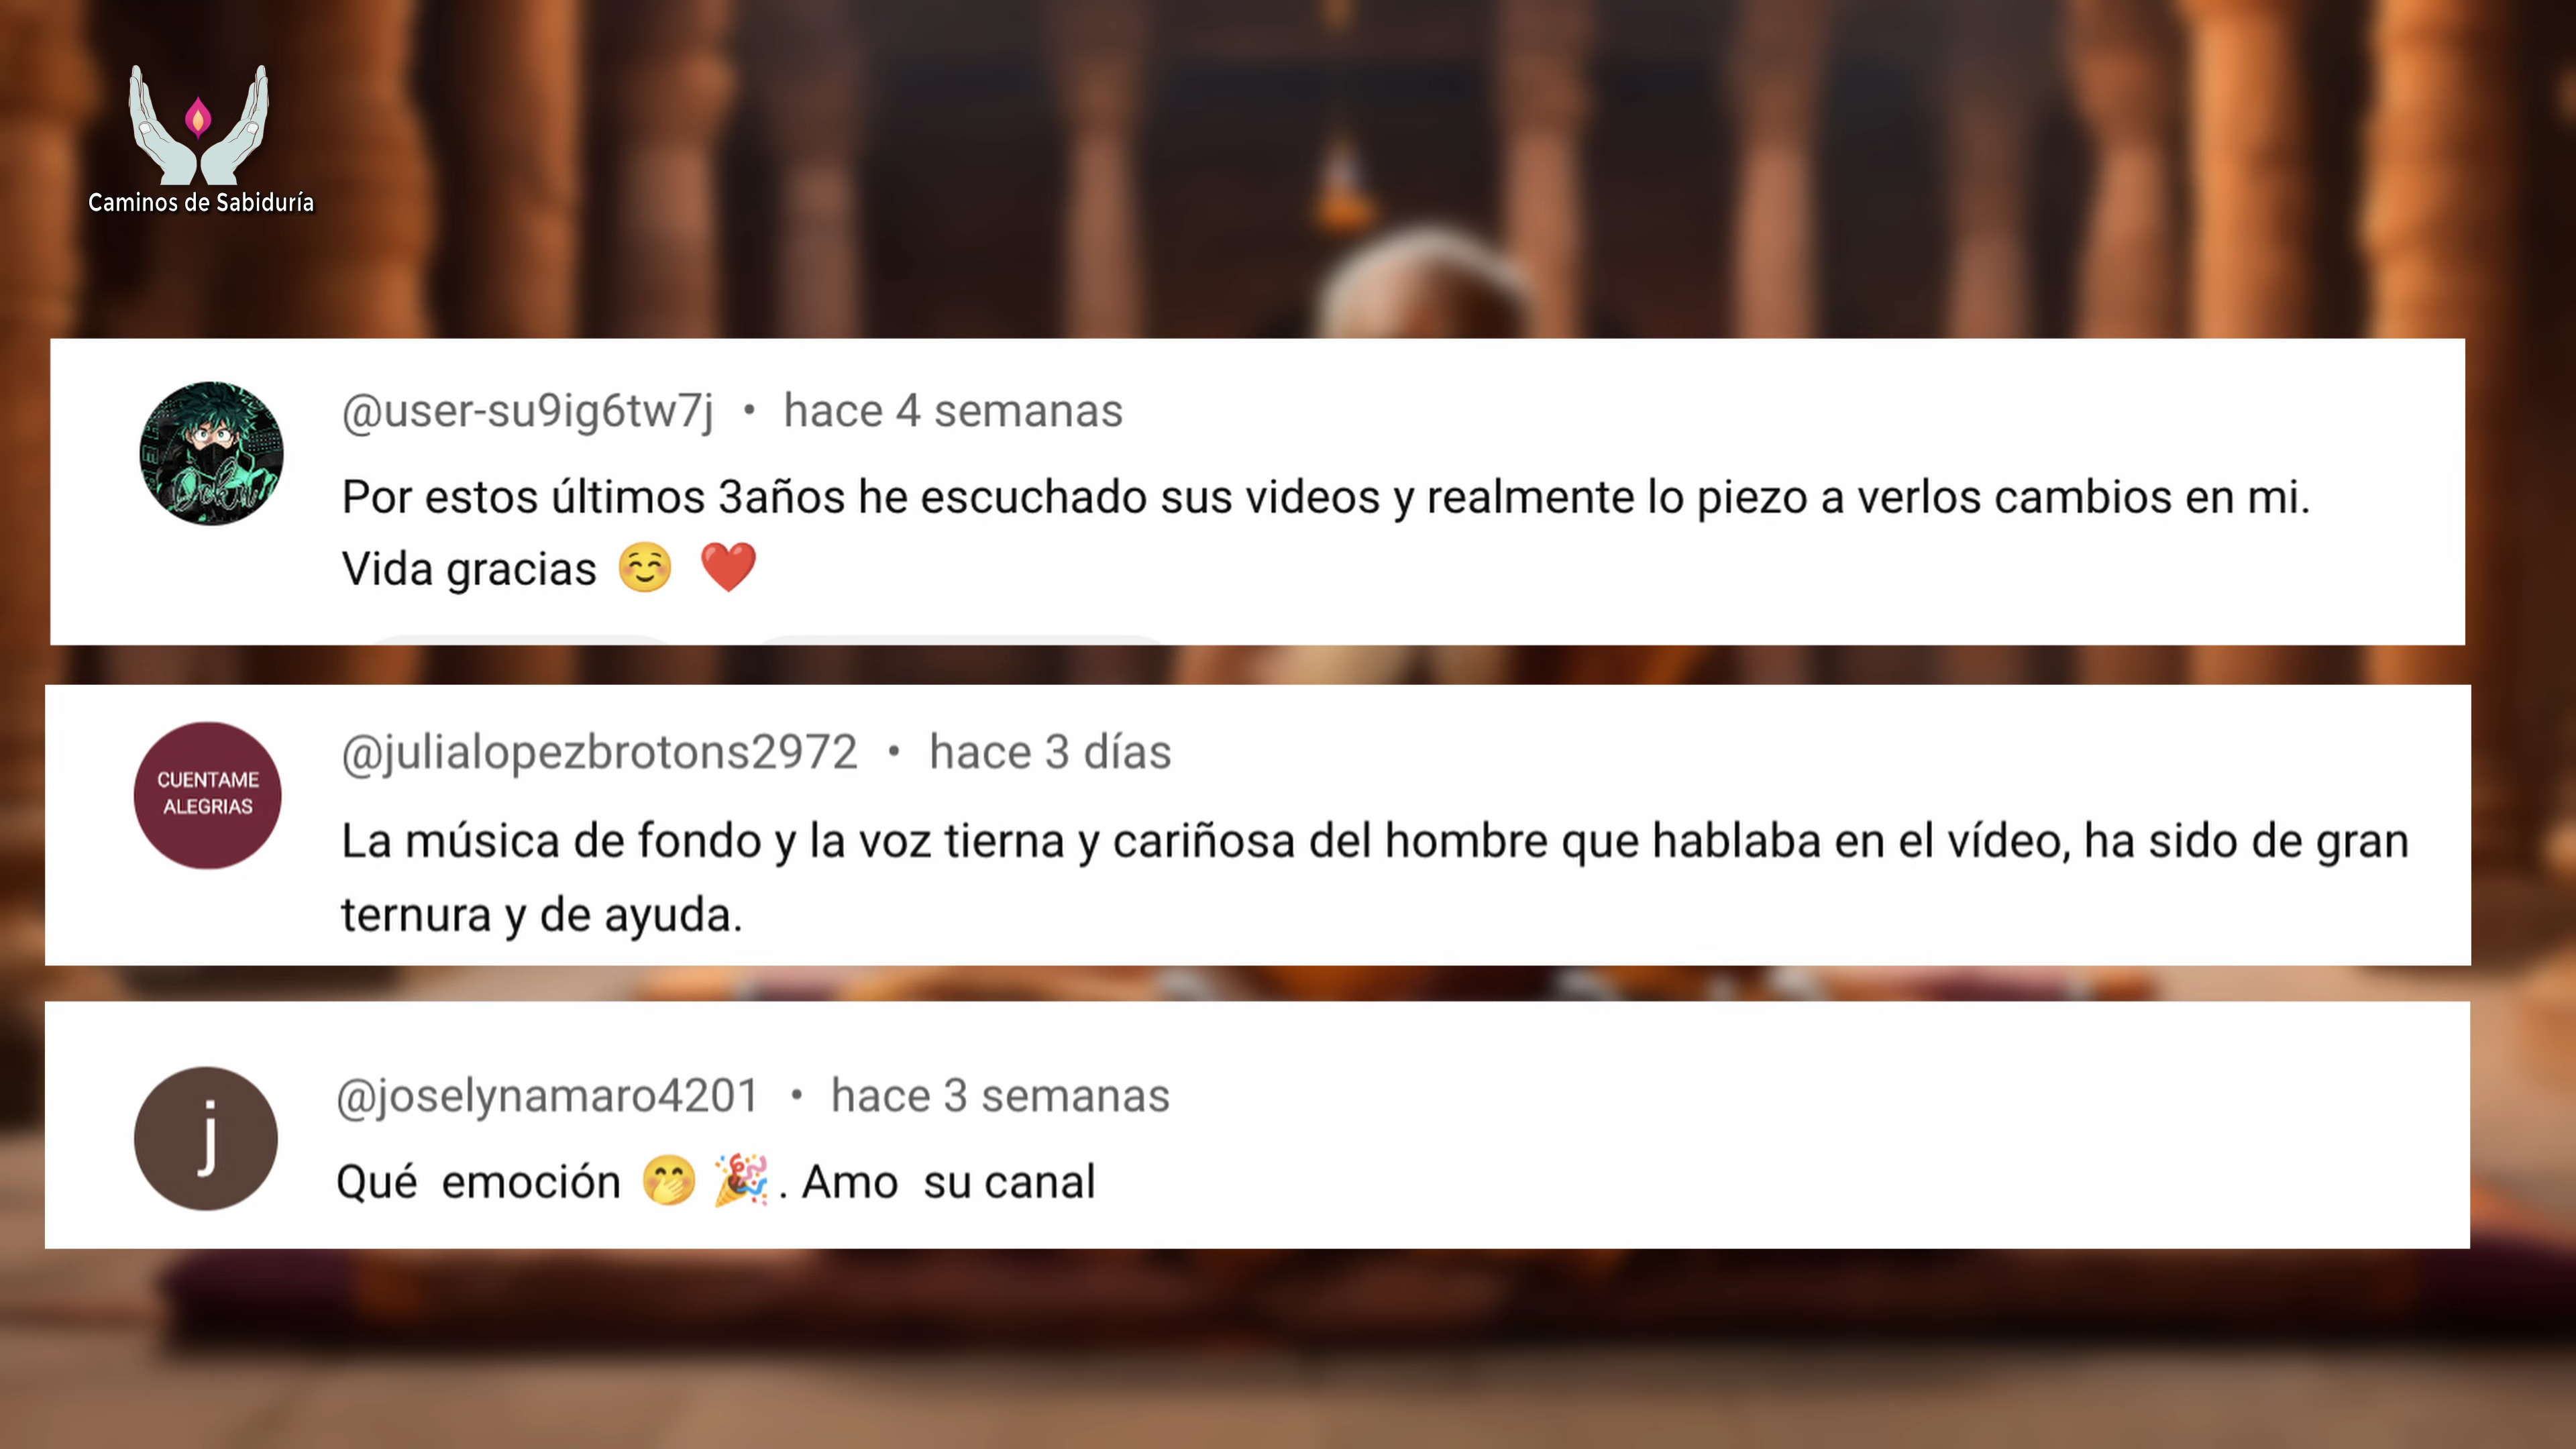 Caminos de Sabiduría
@user-su9ig6tw7j • hace 4 semanas
Por estos últimos 3años he escuchado sus videos y realmente lo piezo a verlos cambios en mi.
Vida gracias ☺️ ❤️
CUENTAME
ALEGRIAS
@julialopezbrotons2972 • hace 3 días
La música de fondo y la voz tierna y cariñosa del hombre que hablaba en el vídeo, ha sido de gran
ternura y de ayuda.
j
@joselynamaro4201 • hace 3 semanas
Qué emoción 🤭 🎉 . Amo su canal